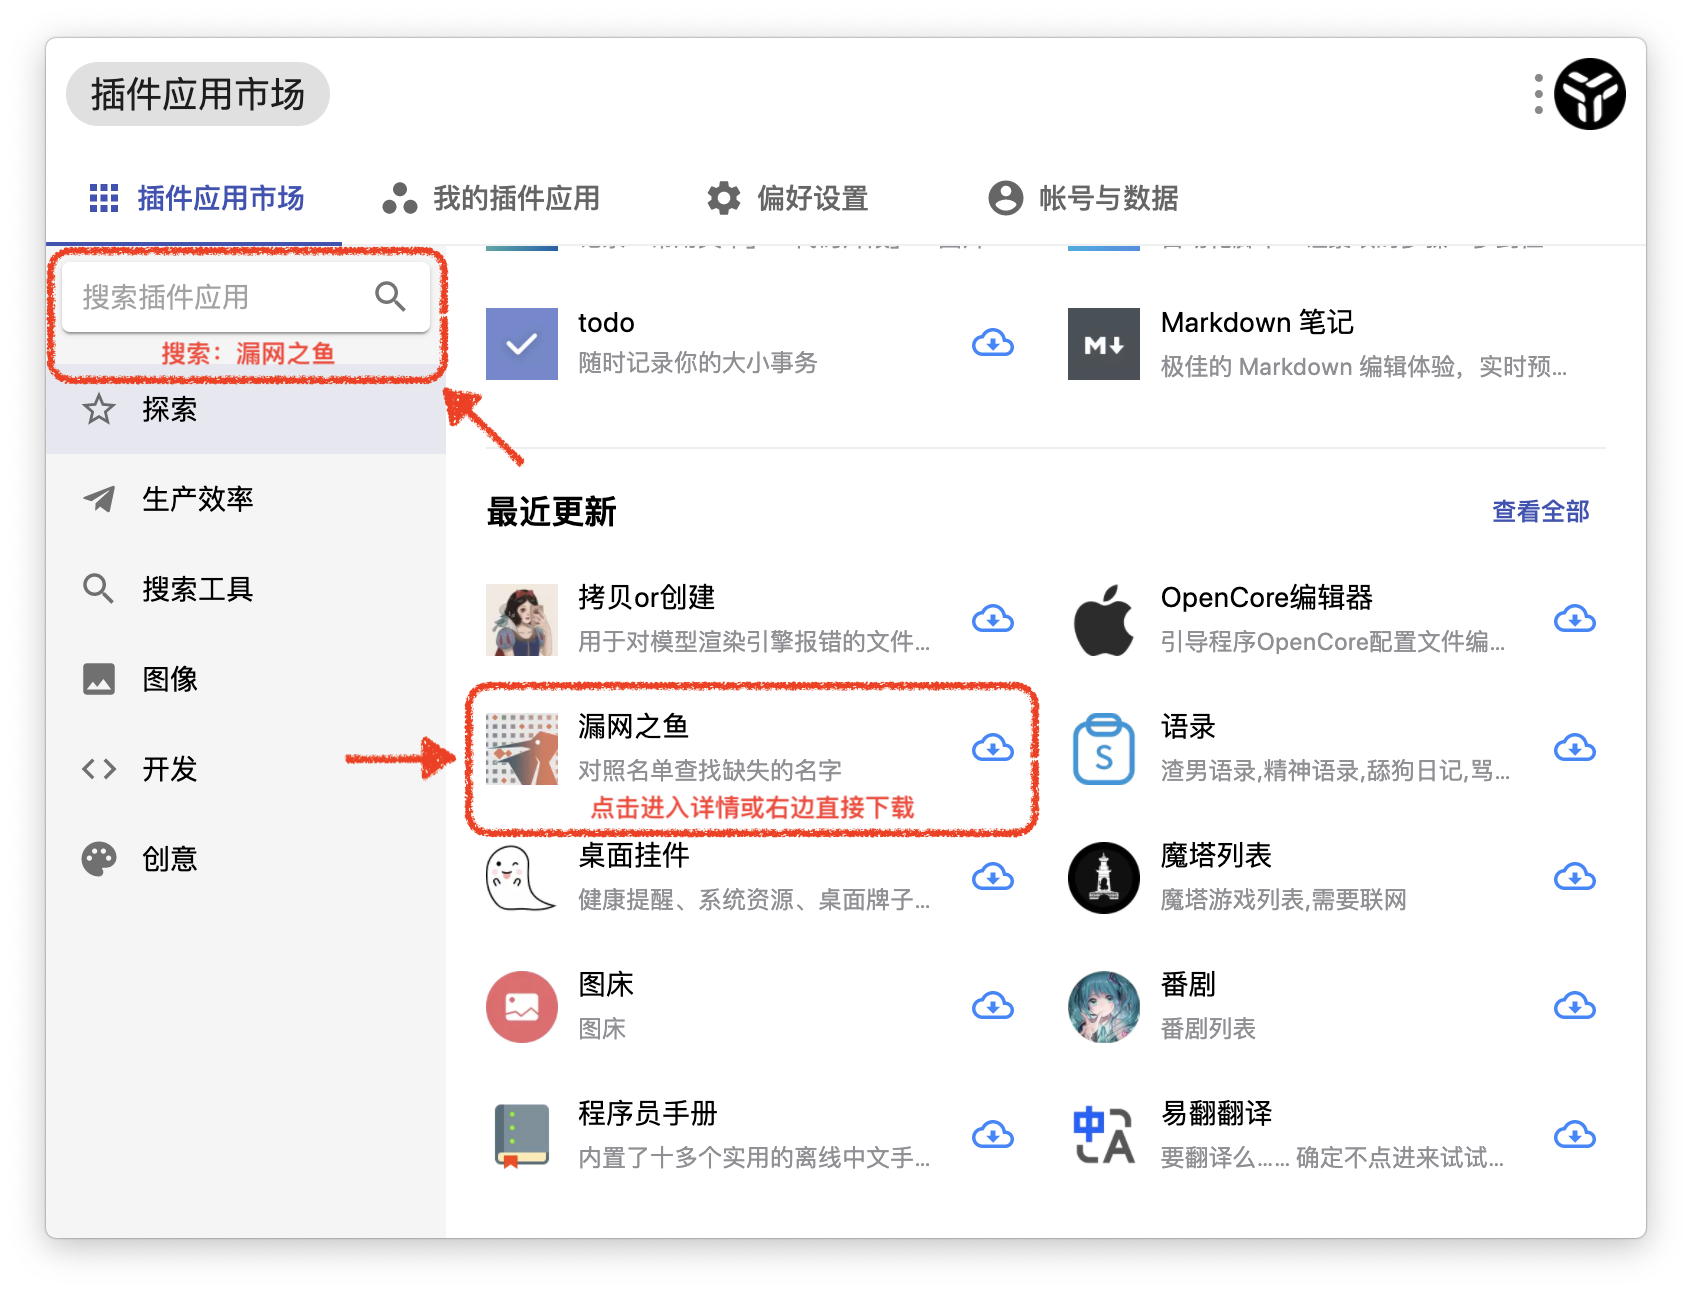 插件应用市场
插件应用市场
我的插件应用
偏好设置
帐号与数据
搜索插件应用
搜索：漏网之鱼
探索
生产效率
搜索工具
图像
开发
创意
todo
随时记录你的大小事务
Markdown 笔记
极佳的 Markdown 编辑体验，实时预...
最近更新
查看全部
拷贝or创建
用于对模型渲染引擎报错的文件...
OpenCore编辑器
引导程序OpenCore配置文件编...
漏网之鱼
对照名单查找缺失的名字
点击进入详情或右边直接下载
语录
渣男语录,精神语录,舔狗日记,骂...
桌面挂件
健康提醒、系统资源、桌面牌子...
魔塔列表
魔塔游戏列表,需要联网
图床
图床
番剧
番剧列表
程序员手册
内置了十多个实用的离线中文手...
易翻翻译
要翻译么…... 确定不点进来试试...